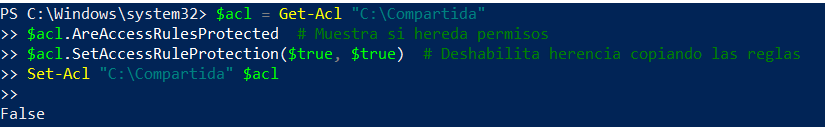 PS C:\Windows\system32> $acl = Get-Acl "C:\Compartida"
>> $acl.AreAccessRulesProtected  # Muestra si hereda permisos
>> $acl.SetAccessRuleProtection($true, $true)  # Deshabilita herencia copiando las reglas
>> Set-Acl "C:\Compartida" $acl
>>
False